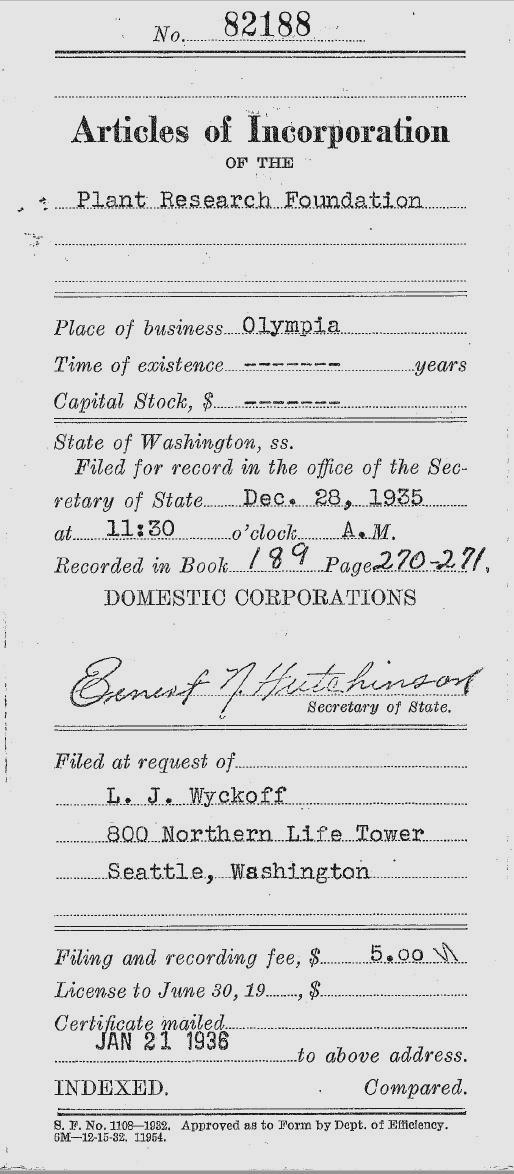 No. 82188
Articles of Incorporation
OF THE
Plant Research Foundation
Place of business Olympia
Time of existence ------- years
Capital Stock, $ -------
State of Washington, ss.
Filed for record in the office of the Sec-
retary of State Dec. 28, 1935
at 11:30 o'clock A.M.
Recorded in Book 189 Page 270-271.
DOMESTIC CORPORATIONS
Ernest N. Hutchinson
Secretary of State.
Filed at request of
L. J. Wyckoff
800 Northern Life Tower
Seattle, Washington
Filing and recording fee, $ 5.00
License to June 30, 19 , $
Certificate mailed
JAN 21 1936
to above address.
INDEXED. Compared.
S. F. No. 1108—1932. Approved as to Form by Dept. of Efficiency.
6M—12-15-32. 11954.